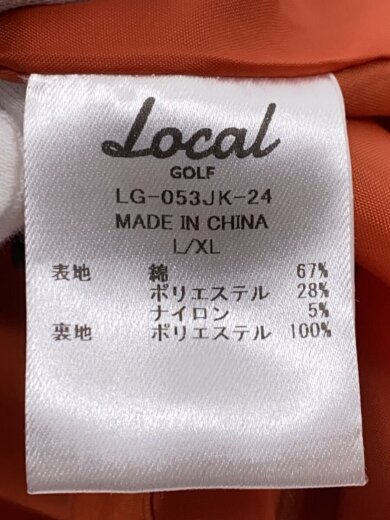 Local
GOLF
LG-053JK-24
MADE IN CHINA
L/XL
表地 綿 67%
ポリエステル 28%
ナイロン 5%
裏地 ポリエステル 100%